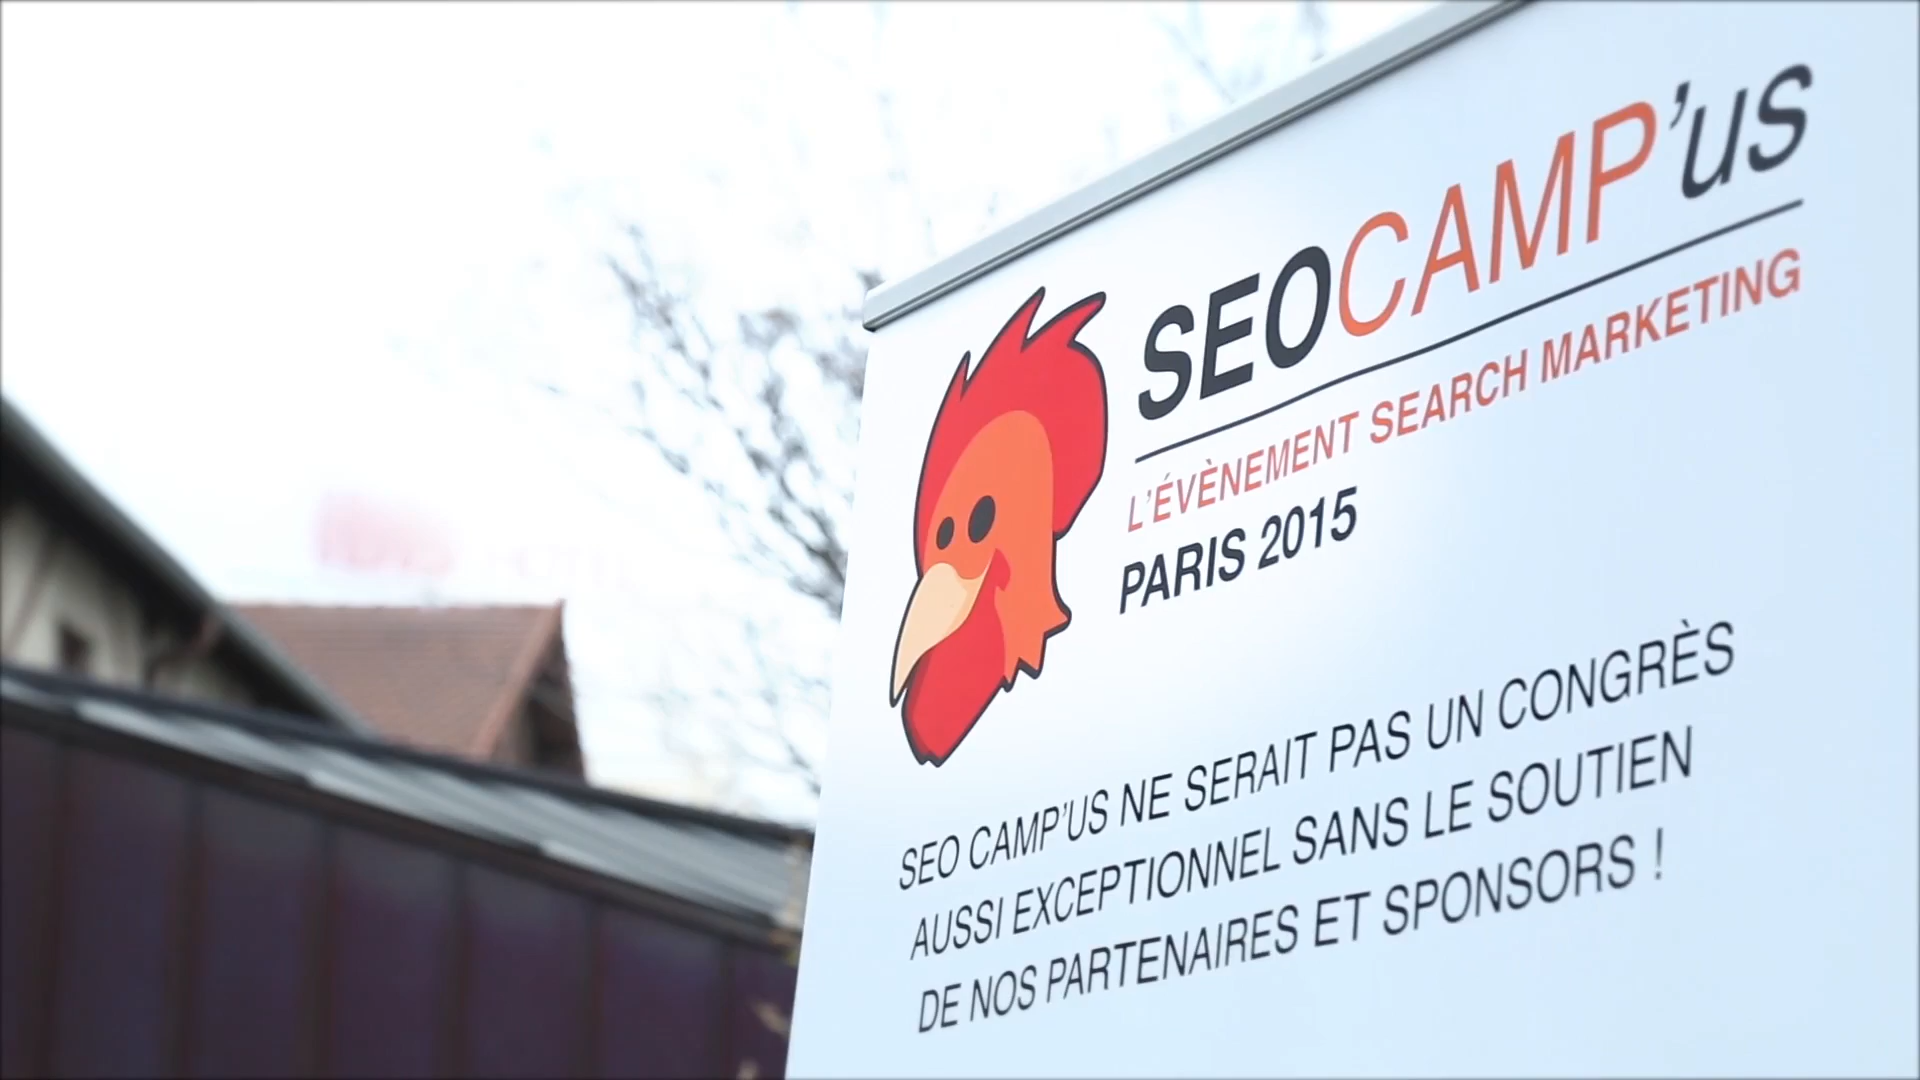 SEOCAMP'us
L'ÉVÈNEMENT SEARCH MARKETING
PARIS 2015
SEO CAMP'US NE SERAIT PAS UN CONGRÈS
AUSSI EXCEPTIONNEL SANS LE SOUTIEN
DE NOS PARTENAIRES ET SPONSORS !